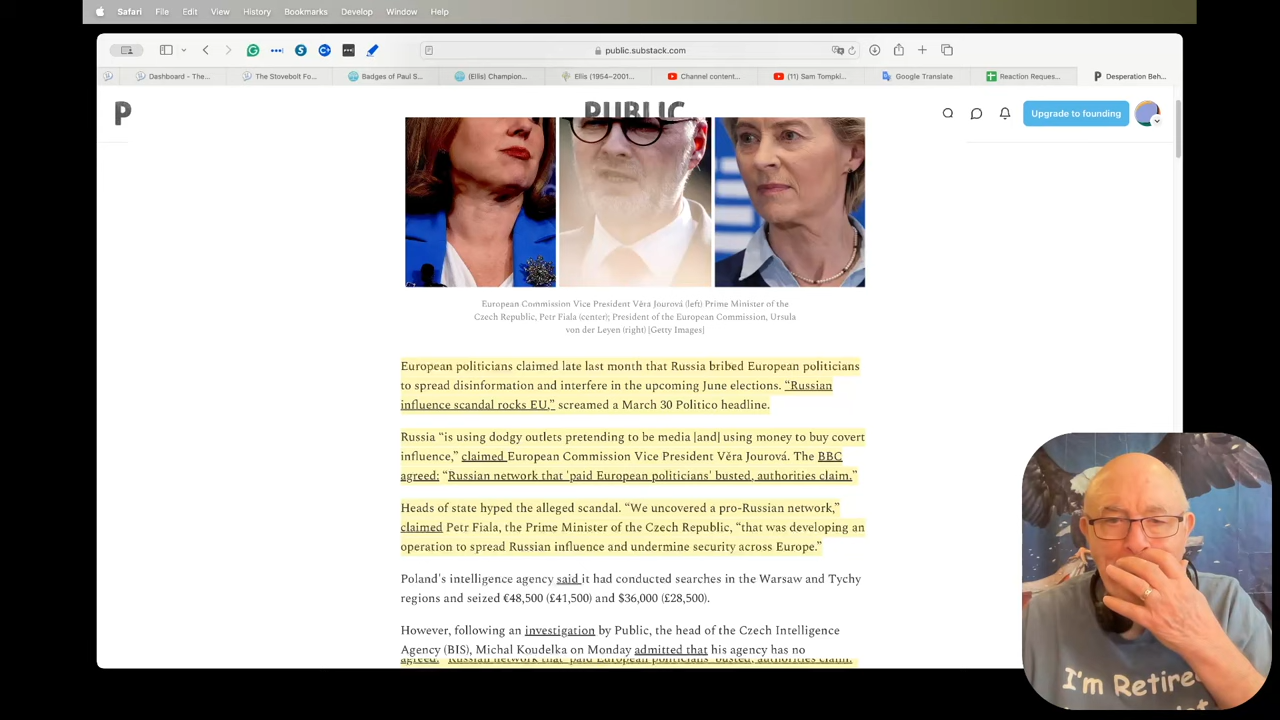 Safari File Edit View History Bookmarks Develop Window Help
public.substack.com
Dashboard - The... The Stovebolt Fo... Badges of Paul S... (Ellis) Champion... Ellis (1954~2001... Channel content... (11) Sam Tompki... Google Translate Reaction Reques... Desperation Beh...
P PUBLIC Upgrade to founding
European Commission Vice President Věra Jourová (left) Prime Minister of the
Czech Republic, Petr Fiala (center); President of the European Commission, Ursula
von der Leyen (right) [Getty Images]
European politicians claimed late last month that Russia bribed European politicians
to spread disinformation and interfere in the upcoming June elections. “Russian
influence scandal rocks EU,” screamed a March 30 Politico headline.
Russia “is using dodgy outlets pretending to be media [and] using money to buy covert
influence,” claimed European Commission Vice President Věra Jourová. The BBC
agreed: “Russian network that 'paid European politicians' busted, authorities claim.”
Heads of state hyped the alleged scandal. “We uncovered a pro-Russian network,”
claimed Petr Fiala, the Prime Minister of the Czech Republic, “that was developing an
operation to spread Russian influence and undermine security across Europe.”
Poland's intelligence agency said it had conducted searches in the Warsaw and Tychy
regions and seized €48,500 (£41,500) and $36,000 (£28,500).
However, following an investigation by Public, the head of the Czech Intelligence
Agency (BIS), Michal Koudelka on Monday admitted that his agency has no
agreed: “Russian network that 'paid European politicians' busted, authorities claim.”
I'm Retired